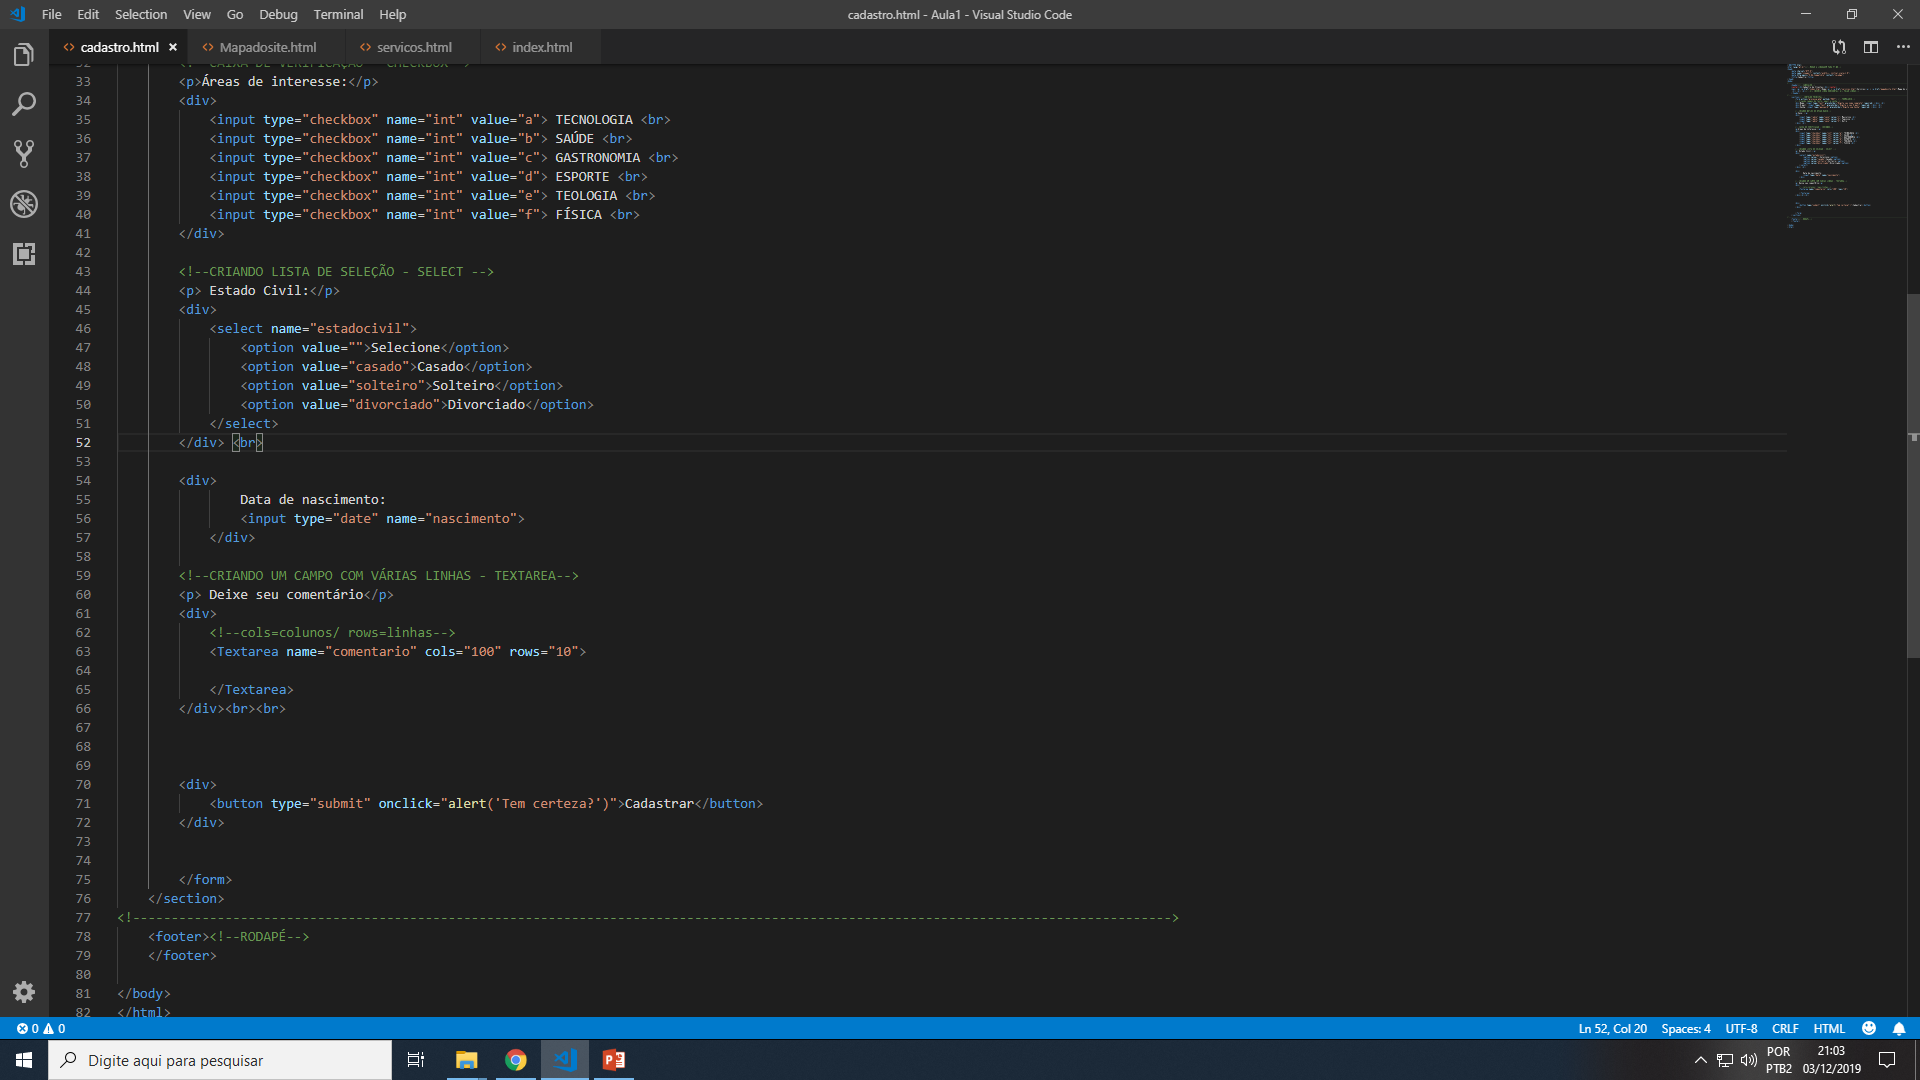 File Edit Selection View Go Debug Terminal Help
cadastro.html - Aula1 - Visual Studio Code
cadastro.html Mapadosite.html servicos.html index.html
33 <p>Áreas de interesse:</p>
34 <div>
35 <input type="checkbox" name="int" value="a"> TECNOLOGIA <br>
36 <input type="checkbox" name="int" value="b"> SAÚDE <br>
37 <input type="checkbox" name="int" value="c"> GASTRONOMIA <br>
38 <input type="checkbox" name="int" value="d"> ESPORTE <br>
39 <input type="checkbox" name="int" value="e"> TEOLOGIA <br>
40 <input type="checkbox" name="int" value="f"> FÍSICA <br>
41 </div>
42
43 <!--CRIANDO LISTA DE SELEÇÃO - SELECT -->
44 <p> Estado Civil:</p>
45 <div>
46 <select name="estadocivil">
47 <option value="">Selecione</option>
48 <option value="casado">Casado</option>
49 <option value="solteiro">Solteiro</option>
50 <option value="divorciado">Divorciado</option>
51 </select>
52 </div> <br>
53
54 <div>
55 Data de nascimento:
56 <input type="date" name="nascimento">
57 </div>
58
59 <!--CRIANDO UM CAMPO COM VÁRIAS LINHAS - TEXTAREA-->
60 <p> Deixe seu comentário</p>
61 <div>
62 <!--cols=colunos/ rows=linhas-->
63 <Textarea name="comentario" cols="100" rows="10">
64
65 </Textarea>
66 </div><br><br>
67
68
69
70 <div>
71 <button type="submit" onclick="alert('Tem certeza?')">Cadastrar</button>
72 </div>
73
74
75 </form>
76 </section>
77 <!--------------------------------------------------------------------------------------------------------------------------------------->
78 <footer><!--RODAPÉ-->
79 </footer>
80
81 </body>
82 </html>
0 0 Ln 52, Col 20 Spaces: 4 UTF-8 CRLF HTML
Digite aqui para pesquisar
POR
PTB2
21:03
03/12/2019